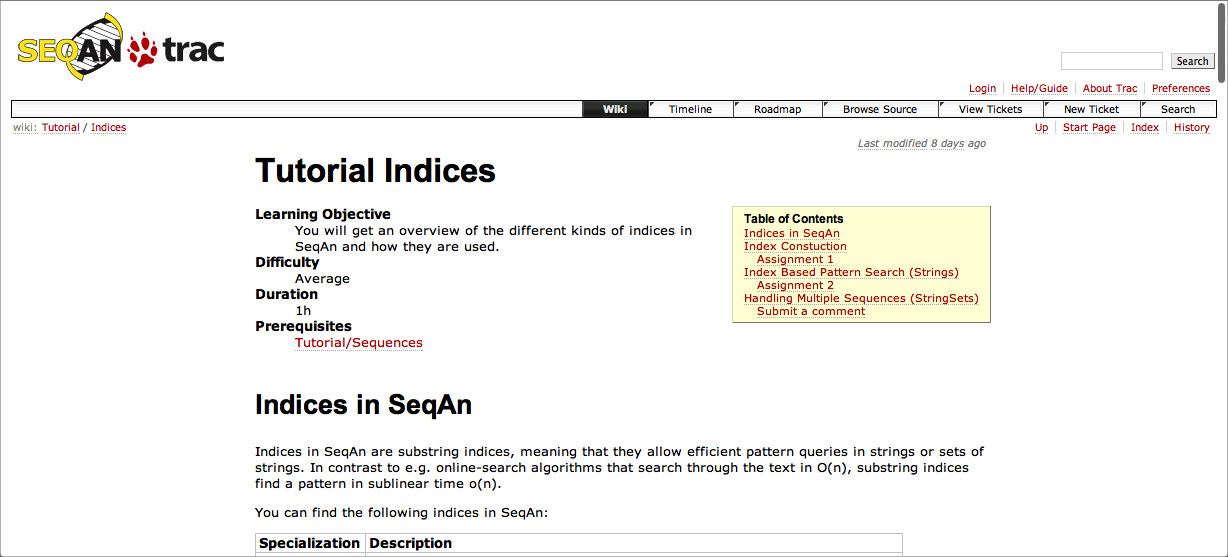 SEQAN trac
Search
Login Help/Guide About Trac Preferences
Wiki Timeline Roadmap Browse Source View Tickets New Ticket Search
wiki: Tutorial / Indices
Up Start Page Index History
Last modified 8 days ago
Tutorial Indices
Learning Objective
You will get an overview of the different kinds of indices in
SeqAn and how they are used.
Difficulty
Average
Duration
1h
Prerequisites
Tutorial/Sequences
Table of Contents
Indices in SeqAn
Index Constuction
Assignment 1
Index Based Pattern Search (Strings)
Assignment 2
Handling Multiple Sequences (StringSets)
Submit a comment
Indices in SeqAn
Indices in SeqAn are substring indices, meaning that they allow efficient pattern queries in strings or sets of
strings. In contrast to e.g. online-search algorithms that search through the text in O(n), substring indices
find a pattern in sublinear time o(n).
You can find the following indices in SeqAn:
Specialization Description